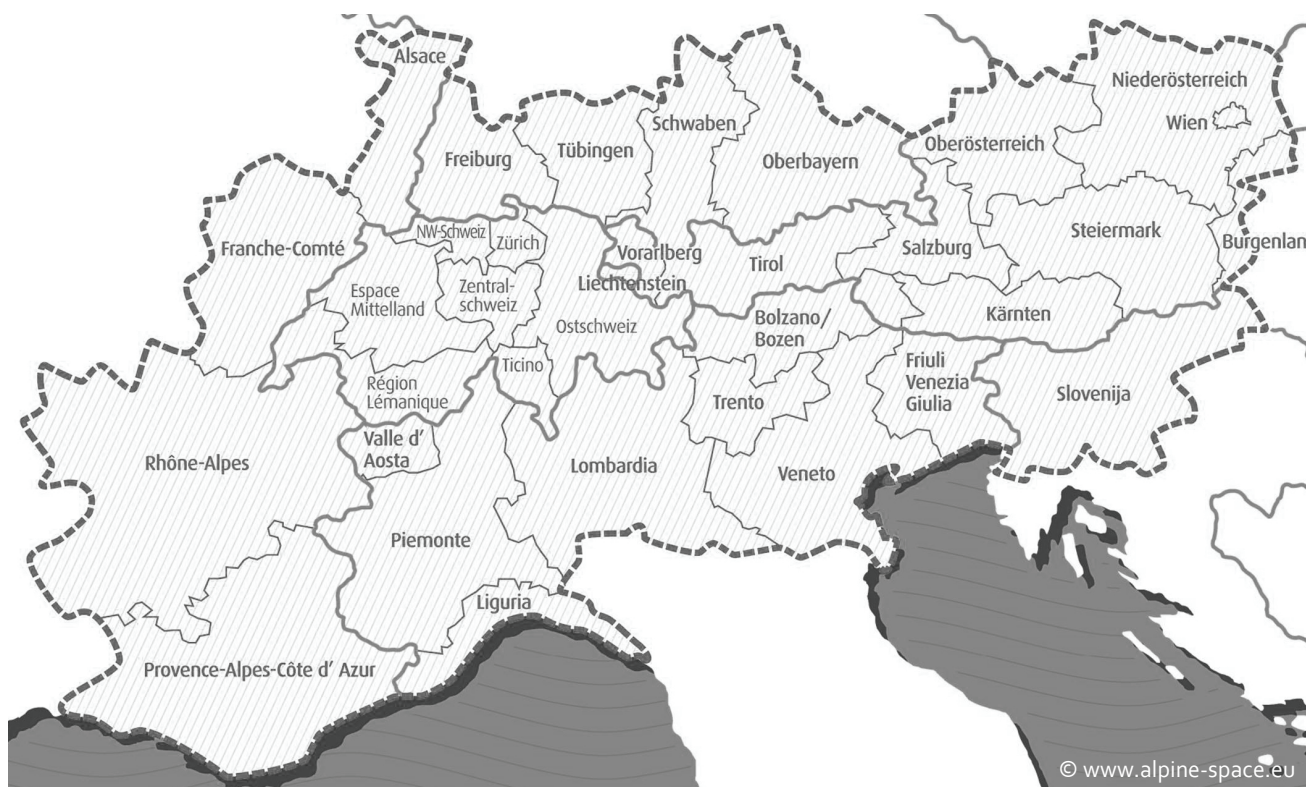 Alsace
Niederösterreich
Wien
Schwaben
Freiburg
Tübingen
Oberbayern
Oberösterreich
Franche-Comté
NW-Schweiz
Zürich
Vorarlberg
Tirol
Salzburg
Steiermark
Burgenlan
Liechtenstein
Espace
Mittelland
Zentral-
schweiz
Ostschweiz
Bolzano/
Bozen
Kärnten
Ticino
Friuli
Venezia
Giulia
Slovenija
Région
Lémanique
Trento
Valle d'
Aosta
Rhône-Alpes
Lombardia
Veneto
Piemonte
Liguria
Provence-Alpes-Côte d' Azur
© www.alpine-space.eu